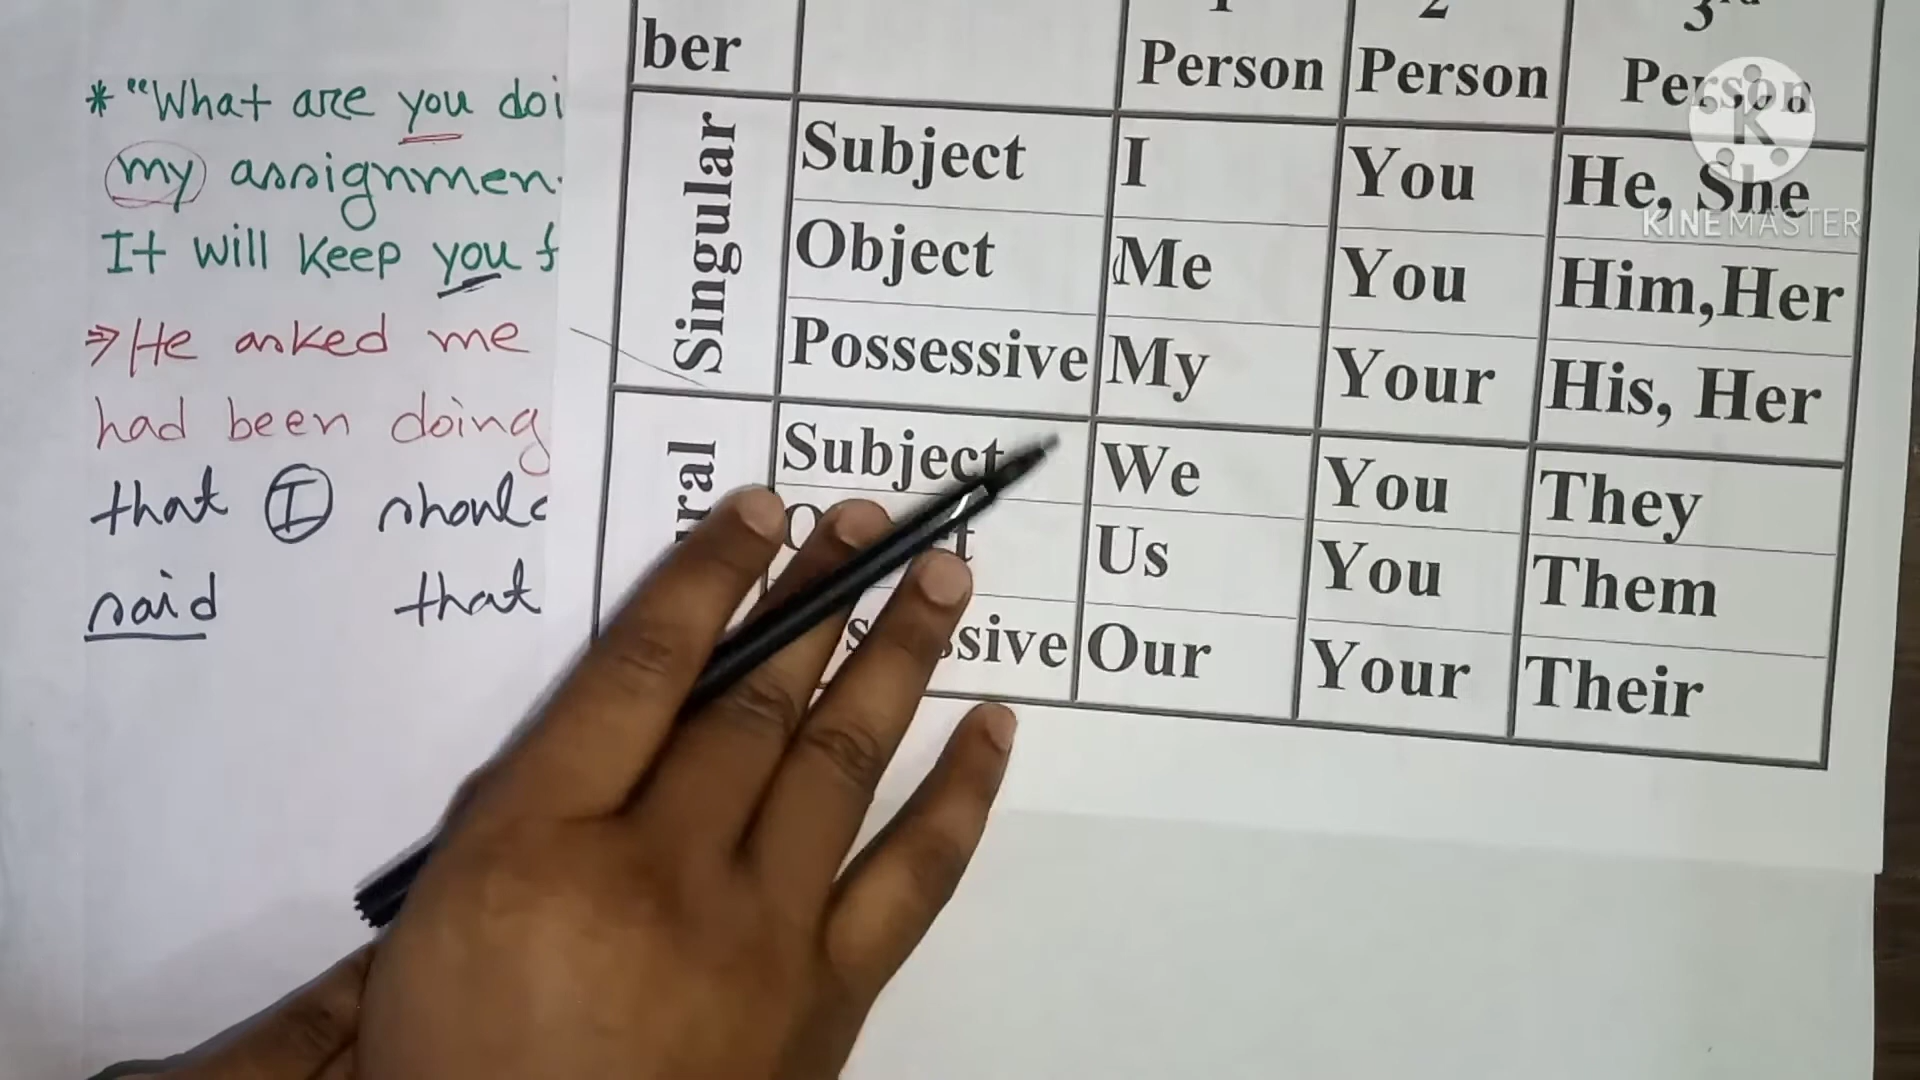 * "What are you doi
my assignmen
It will keep you f
⇒ He asked me
had been doing
that I should
said that
ber
Person Person Person
Singular
Subject I You He, She
Object Me You Him,Her
Possessive My Your His, Her
Subject We You They
Us You Them
Our Your Their
KINEMASTER